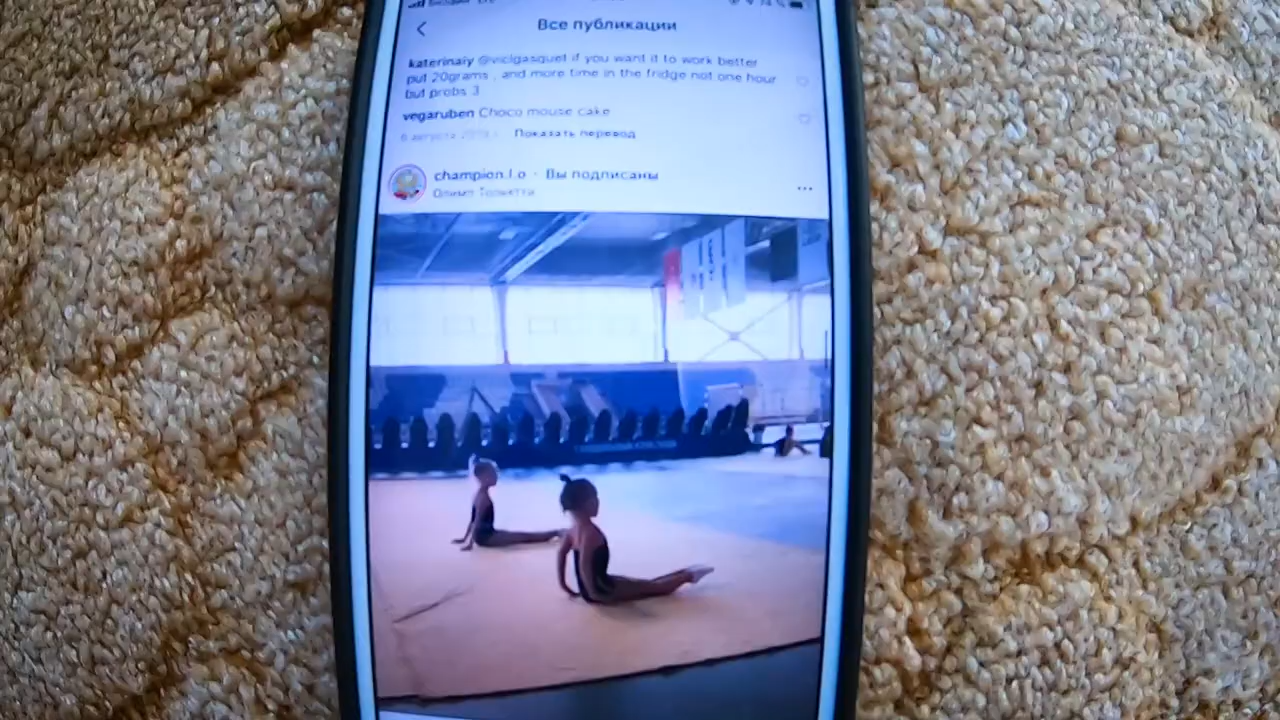 Все публикации
katerinaiy @viclgasquet if you want it to work better
put 20grams , and more time in the fridge not one hour
but probs 3
vegaruben Choco mouse cake
Показать перевод
champion.l.o · Вы подписаны